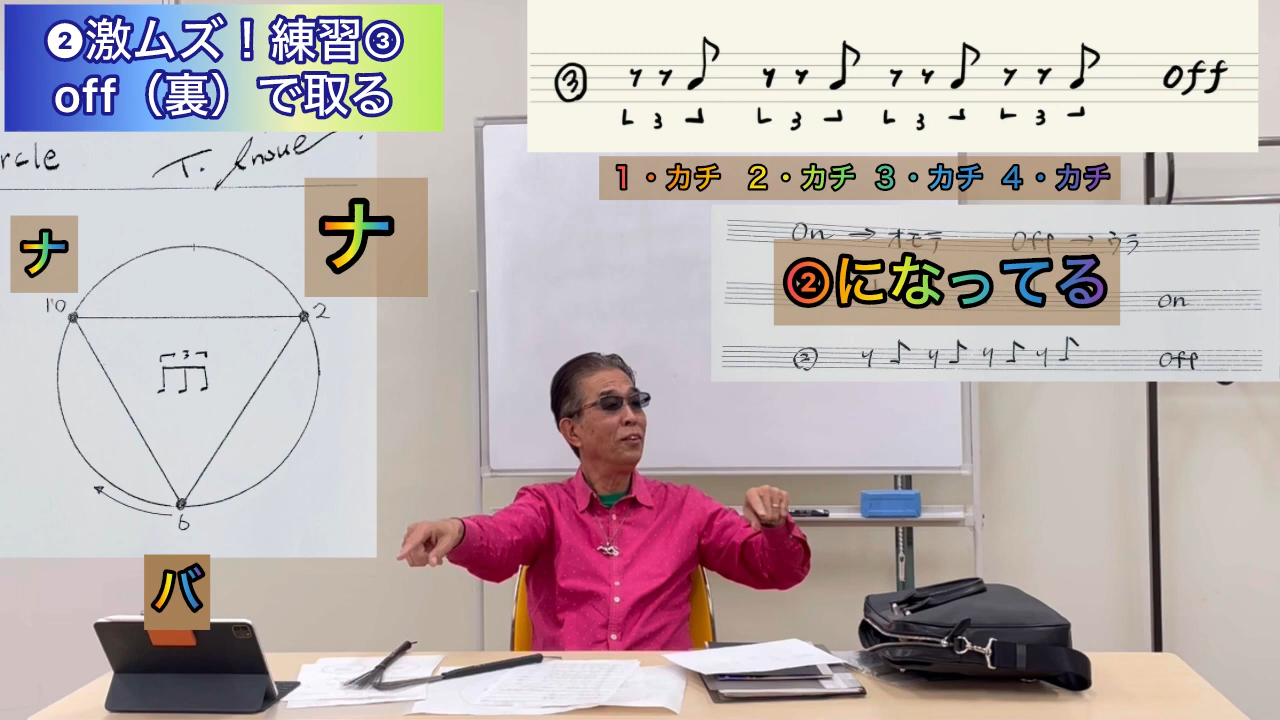 ❷激ムズ！練習③
off（裏）で取る
③ off
3 3 3 3
1・カチ 2・カチ 3・カチ 4・カチ
rcle T. Inoue
ナ
ナ
10
2
3
6
バ
On → オモテ Off → ウラ
②になってる
On
② Off